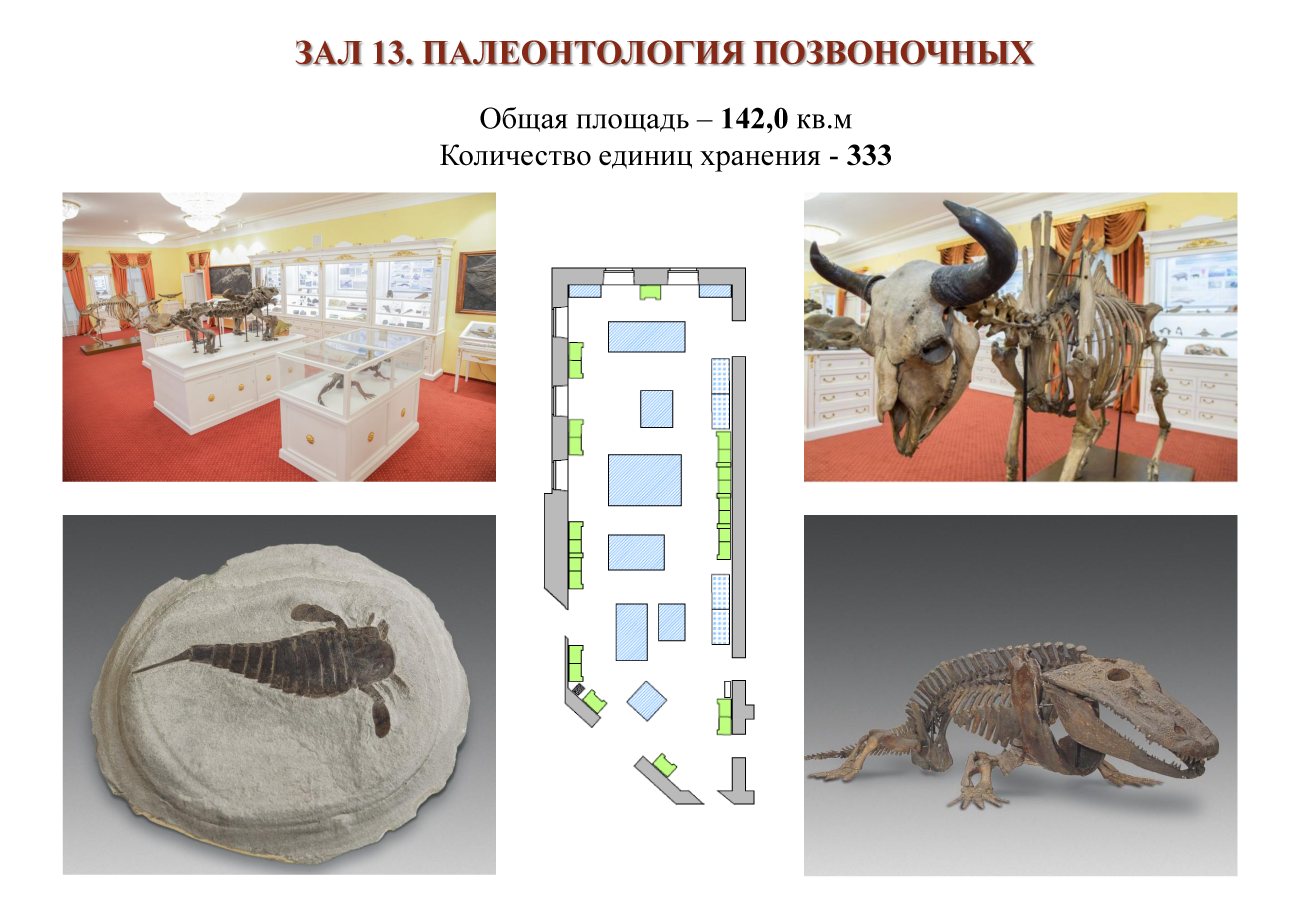 ЗАЛ 13. ПАЛЕОНТОЛОГИЯ ПОЗВОНОЧНЫХ
Общая площадь – 142,0 кв.м
Количество единиц хранения - 333